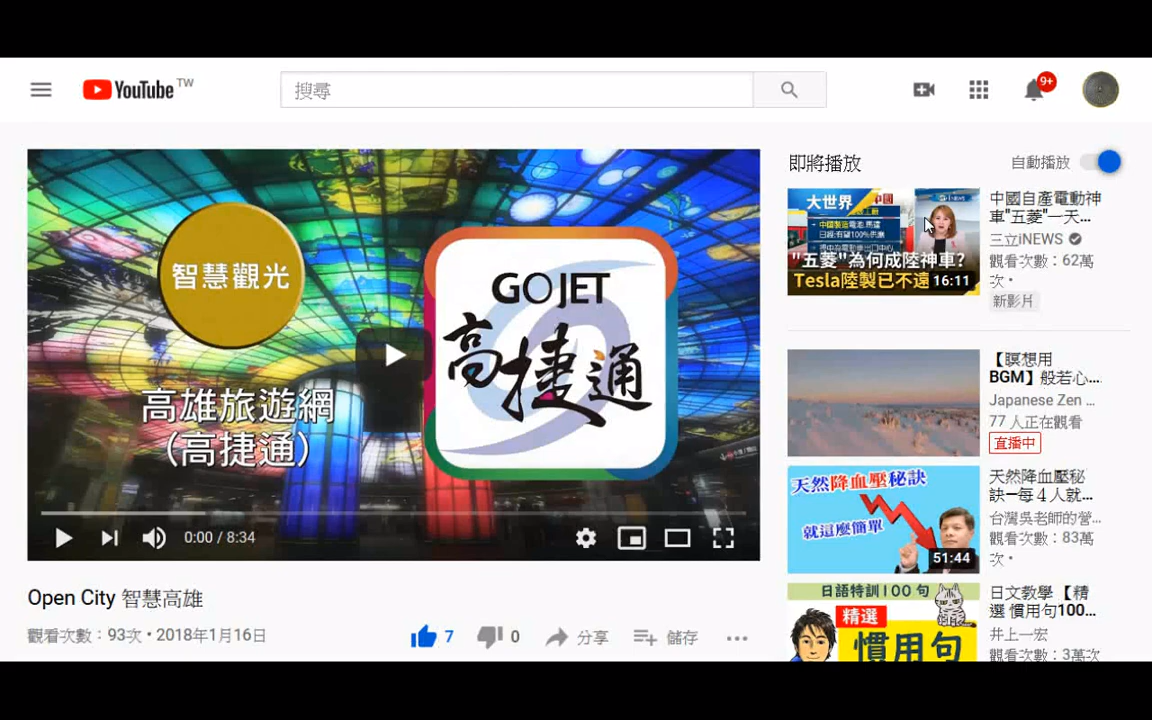 YouTube TW
搜尋
9+
智慧觀光
高雄旅遊網
(高捷通)
GOJET
高捷通
0:00 / 8:34
Open City 智慧高雄
觀看次數：93次 • 2018年1月16日
7
0
分享
儲存
即將播放
自動播放
大世界
"五菱"為何成陸神車?
Tesla陸製已不遠
16:11
中國自產電動神
車"五菱"一天...
三立iNEWS
觀看次數：62萬
次 •
新影片
【瞑想用
BGM】般若心...
Japanese Zen ...
77 人正在觀看
直播中
天然降血壓秘訣
就這麼簡單
51:44
天然降血壓秘
訣—每４人就...
台灣吳老師的營...
觀看次數：83萬
次 •
日語特訓100句
精選
慣用句
日文教學 【精
選 慣用句100...
井上一宏
觀看次數：3萬次